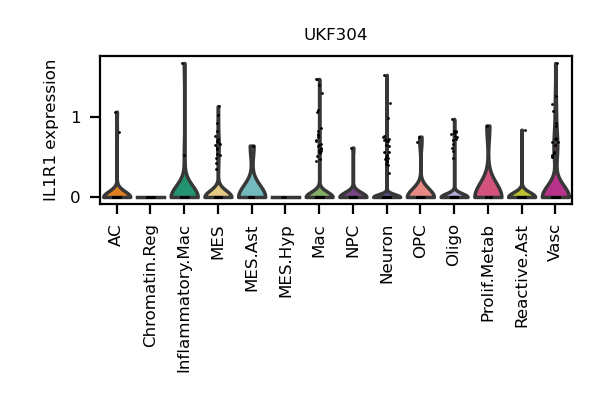 UKF304
IL1R1 expression
1
0
AC
Chromatin.Reg
Inflammatory.Mac
MES
MES.Ast
MES.Hyp
Mac
NPC
Neuron
OPC
Oligo
Prolif.Metab
Reactive.Ast
Vasc